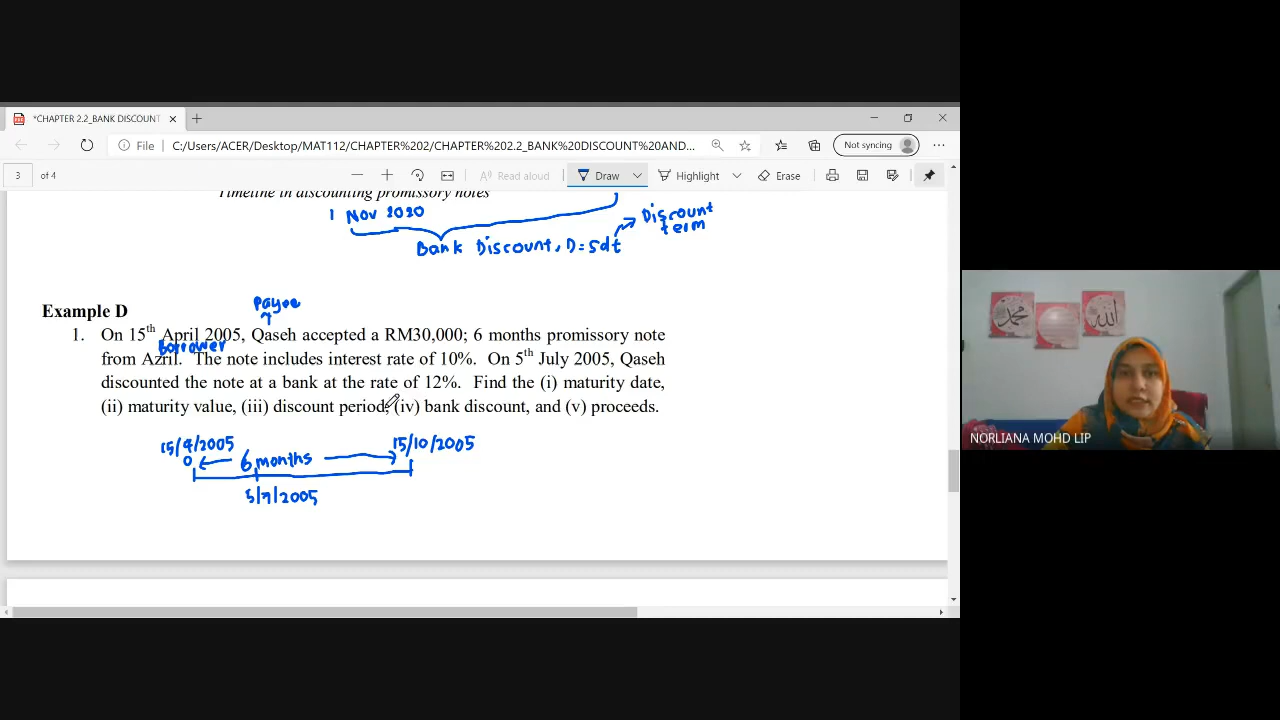 *CHAPTER 2.2_BANK DISCOUNT
File C:/Users/ACER/Desktop/MAT112/CHAPTER%202/CHAPTER%202.2_BANK%20DISCOUNT%20AND... Not syncing
3 of 4 Read aloud Draw Highlight Erase
Timeline in discounting promissory notes
1 Nov 2020
Discount
term
Bank Discount, D = Sdt
Example D
Payee
1. On 15th April 2005, Qaseh accepted a RM30,000; 6 months promissory note
Borrower
from Azril. The note includes interest rate of 10%. On 5th July 2005, Qaseh
discounted the note at a bank at the rate of 12%. Find the (i) maturity date,
(ii) maturity value, (iii) discount period, (iv) bank discount, and (v) proceeds.
15/4/2005 15/10/2005
0 6 months
5/7/2005
NORLIANA MOHD LIP
محمد
الله